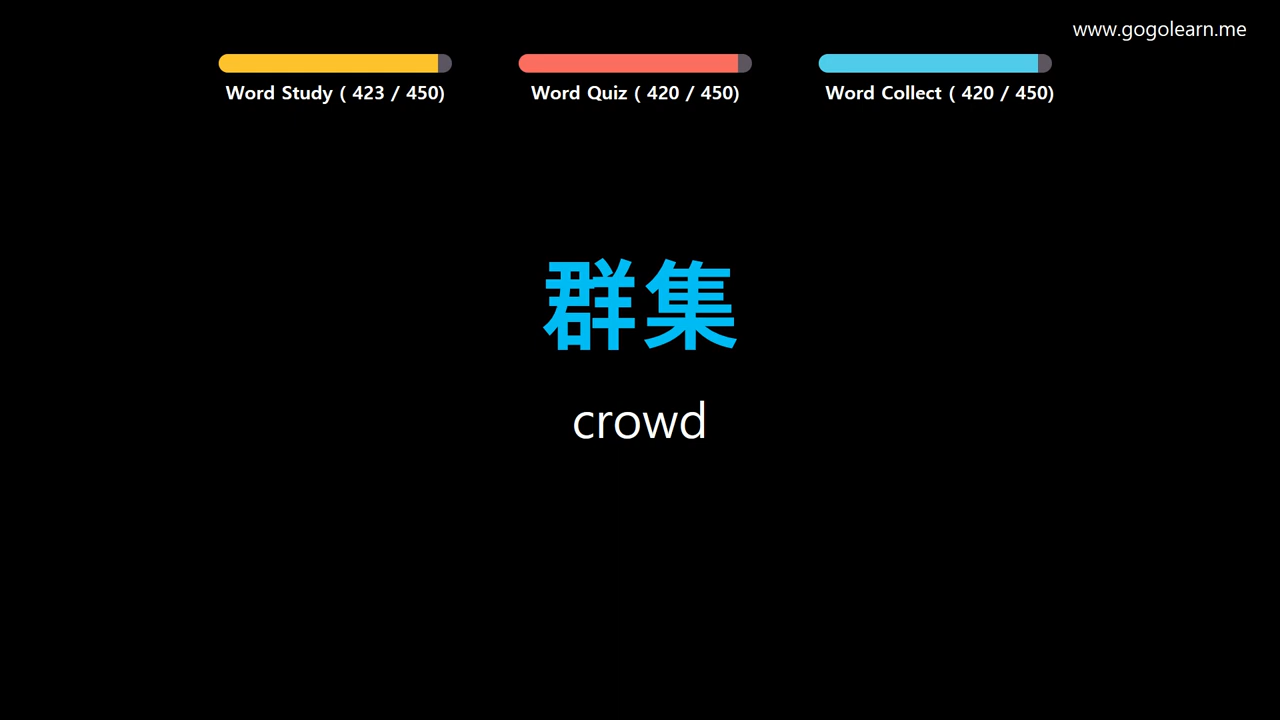 www.gogolearn.me
Word Study ( 423 / 450)
Word Quiz ( 420 / 450)
Word Collect ( 420 / 450)
群集
crowd